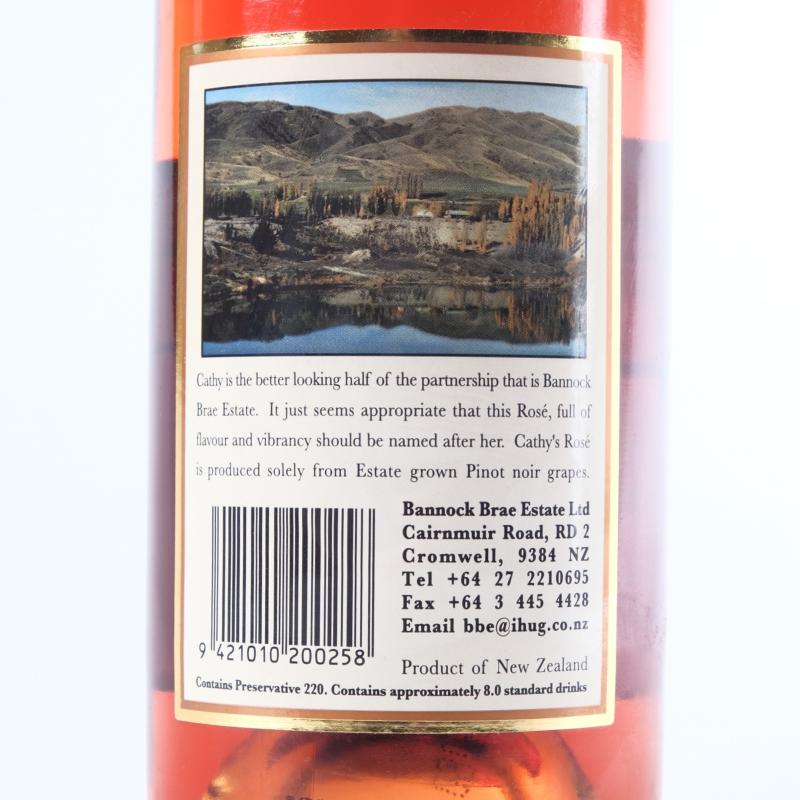 Cathy is the better looking half of the partnership that is Bannock
Brae Estate. It just seems appropriate that this Rosé, full of
flavour and vibrancy should be named after her. Cathy's Rosé
is produced solely from Estate grown Pinot noir grapes.
Bannock Brae Estate Ltd
Cairnmuir Road, RD 2
Cromwell, 9384 NZ
Tel +64 27 2210695
Fax +64 3 445 4428
Email bbe@ihug.co.nz
9 421010 200258
Product of New Zealand
Contains Preservative 220. Contains approximately 8.0 standard drinks